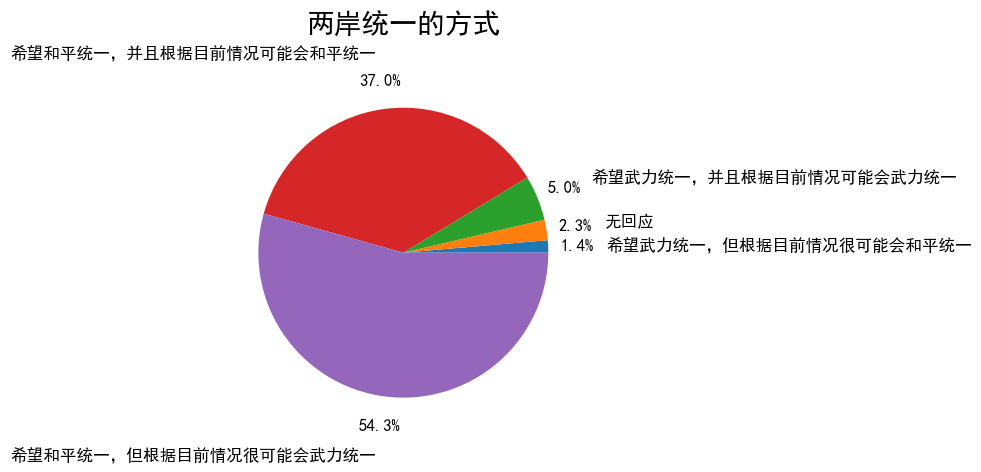 两岸统一的方式
希望和平统一，并且根据目前情况可能会和平统一
37.0%
5.0%
希望武力统一，并且根据目前情况可能会武力统一
2.3%
无回应
1.4%
希望武力统一，但根据目前情况很可能会和平统一
54.3%
希望和平统一，但根据目前情况很可能会武力统一